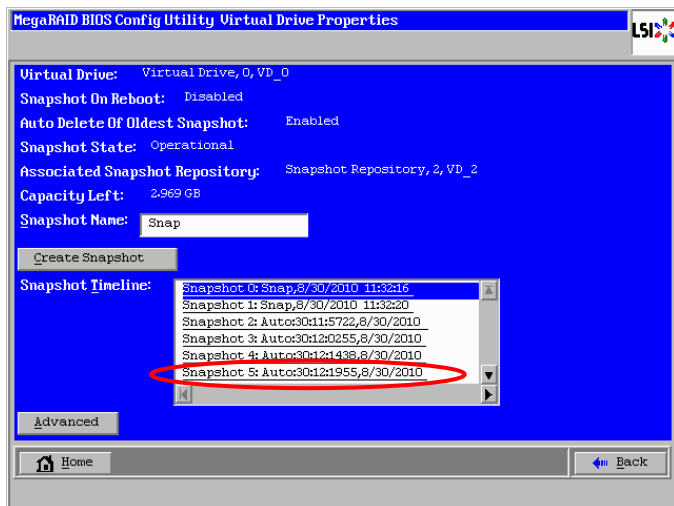 MegaRAID BIOS Config Utility Virtual Drive Properties
LSI
Virtual Drive: Virtual Drive, 0, VD_0
Snapshot On Reboot: Disabled
Auto Delete Of Oldest Snapshot: Enabled
Snapshot State: Operational
Associated Snapshot Repository: Snapshot Repository, 2, VD_2
Capacity Left: 2.969 GB
Snapshot Name: Snap
Create Snapshot
Snapshot Timeline:
Snapshot 0: Snap,8/30/2010 11:32:16
Snapshot 1: Snap,8/30/2010 11:32:20
Snapshot 2: Auto:30:11:5722,8/30/2010
Snapshot 3: Auto:30:12:0255,8/30/2010
Snapshot 4: Auto:30:12:1438,8/30/2010
Snapshot 5: Auto:30:12:1955,8/30/2010
Advanced
Home
Back